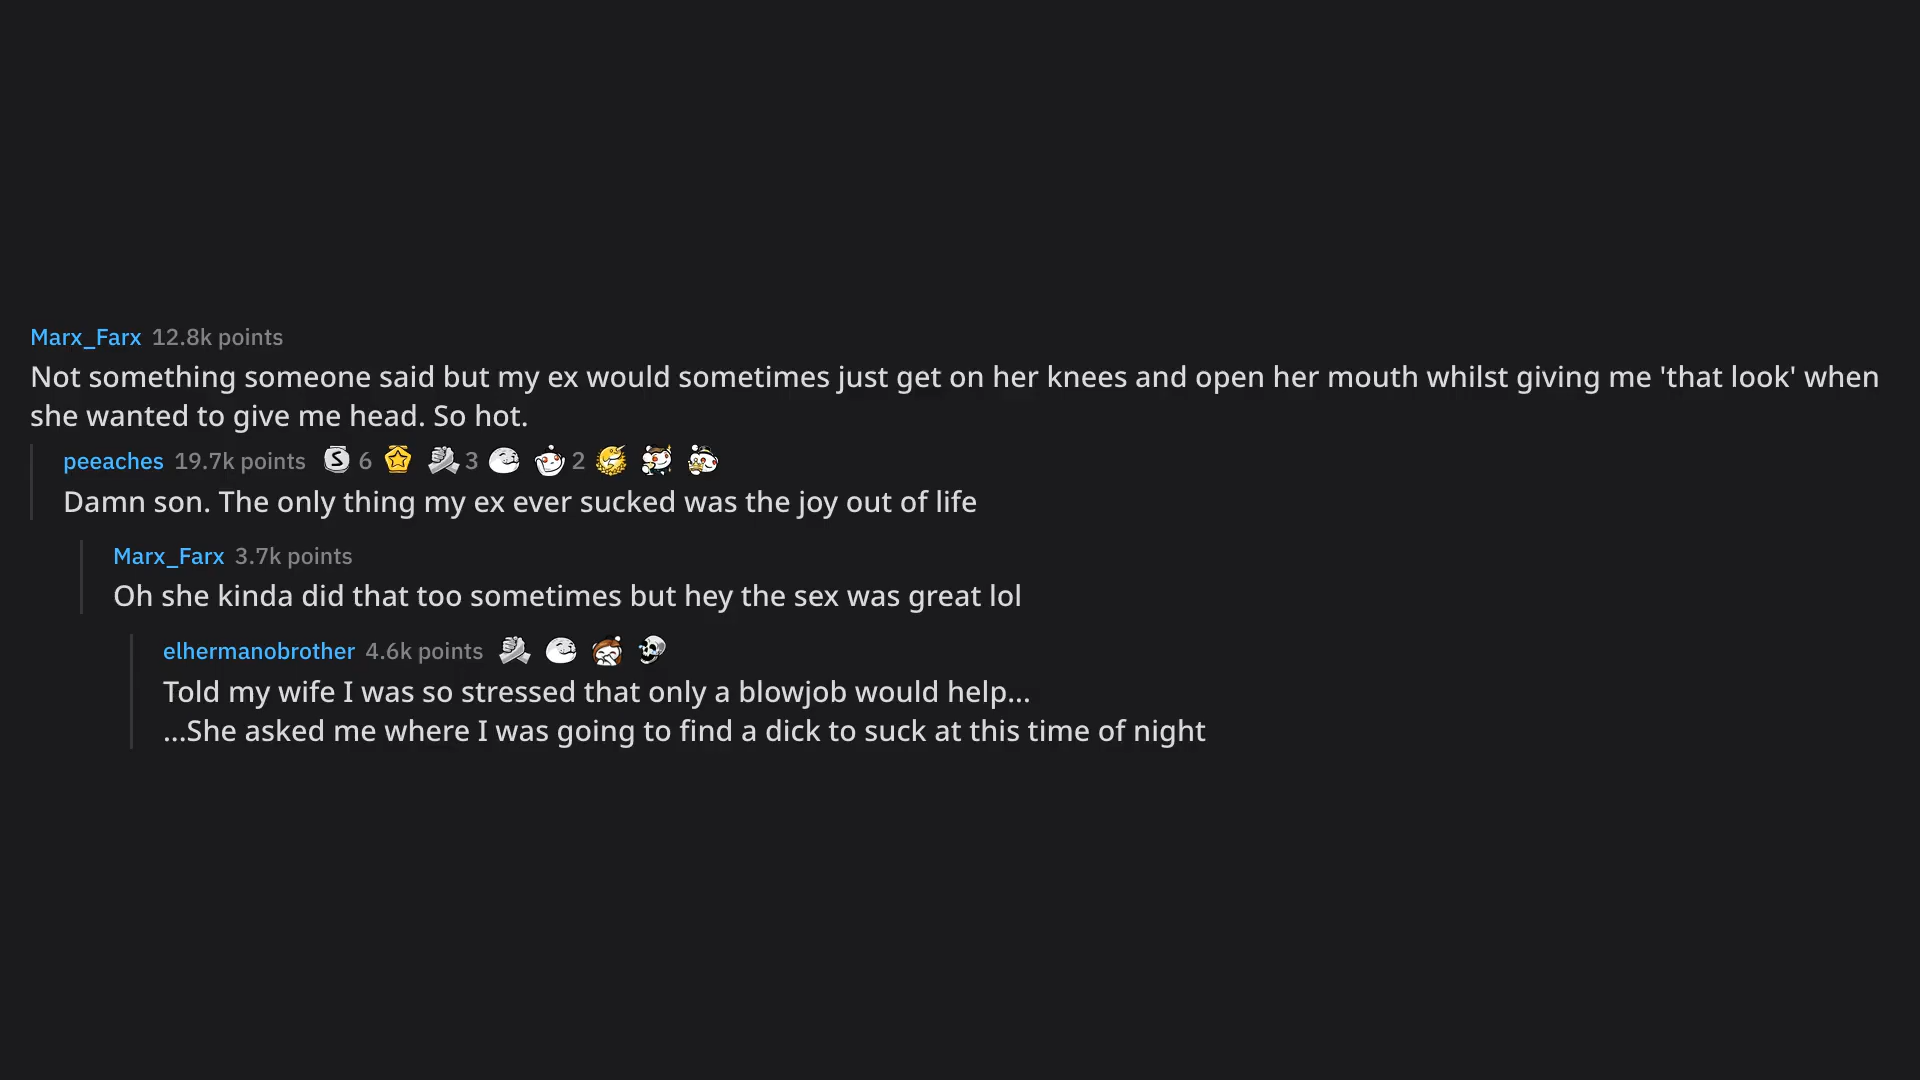 Marx_Farx 12.8k points
Not something someone said but my ex would sometimes just get on her knees and open her mouth whilst giving me 'that look' when
she wanted to give me head. So hot.
peeaches 19.7k points S 6 3 2
Damn son. The only thing my ex ever sucked was the joy out of life
Marx_Farx 3.7k points
Oh she kinda did that too sometimes but hey the sex was great lol
elhermanobrother 4.6k points
Told my wife I was so stressed that only a blowjob would help...
...She asked me where I was going to find a dick to suck at this time of night